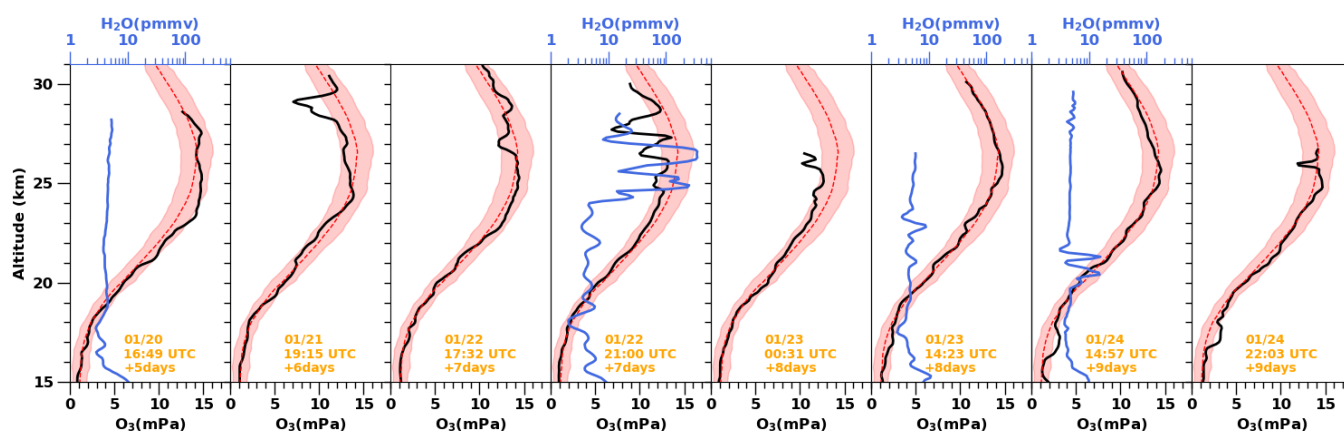 H₂O(pmmv) H₂O(pmmv) H₂O(pmmv) H₂O(pmmv)
1 10 100 1 10 100 1 10 100 1 10 100
Altitude (km)
30
25
20
15
01/20
16:49 UTC
+5days
01/21
19:15 UTC
+6days
01/22
17:32 UTC
+7days
01/22
21:00 UTC
+7days
01/23
00:31 UTC
+8days
01/23
14:23 UTC
+8days
01/24
14:57 UTC
+9days
01/24
22:03 UTC
+9days
0 5 10 15 0 5 10 15 0 5 10 15 0 5 10 15 0 5 10 15 0 5 10 15 0 5 10 15 0 5 10 15
O₃(mPa) O₃(mPa) O₃(mPa) O₃(mPa) O₃(mPa) O₃(mPa) O₃(mPa) O₃(mPa)